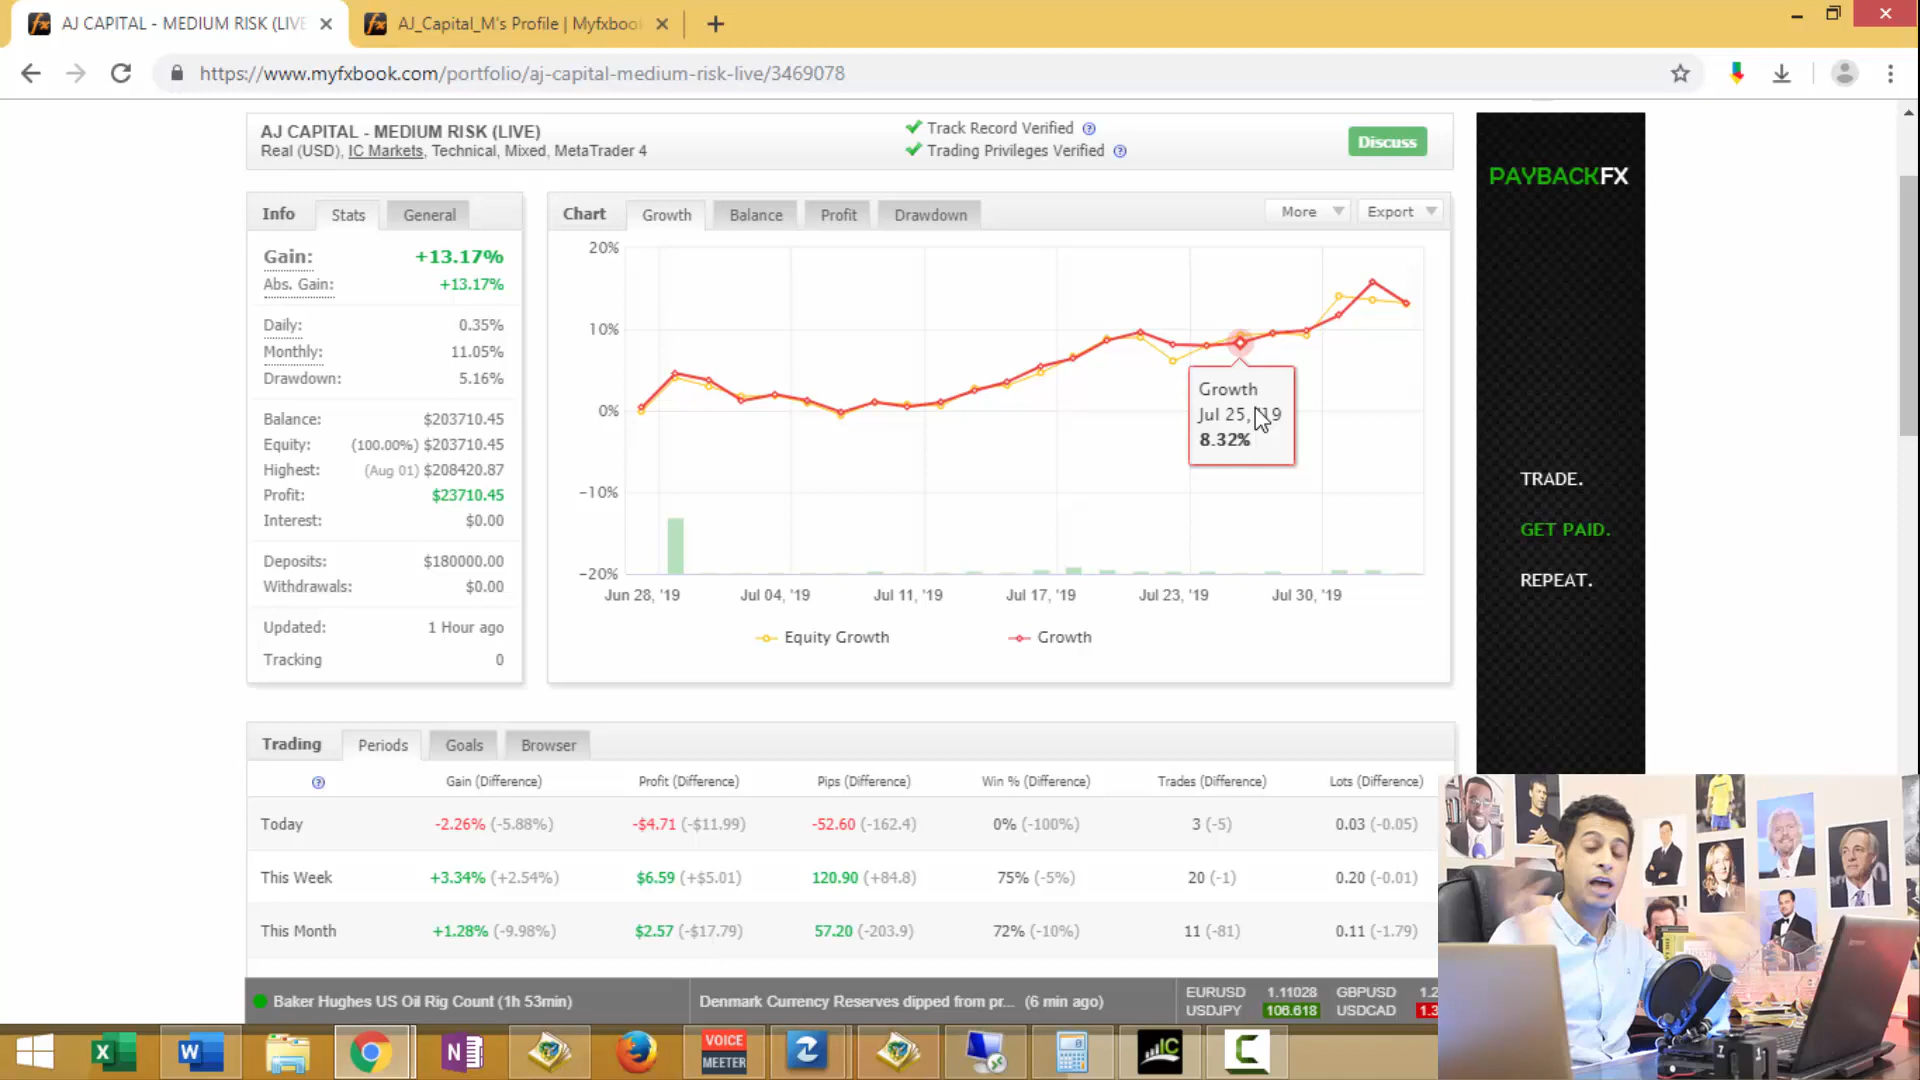 AJ CAPITAL - MEDIUM RISK (LIVE
AJ_Capital_M's Profile | Myfxboo
https://www.myfxbook.com/portfolio/aj-capital-medium-risk-live/3469078
AJ CAPITAL - MEDIUM RISK (LIVE)
Real (USD), IC Markets, Technical, Mixed, MetaTrader 4
Track Record Verified
Trading Privileges Verified
Discuss
PAYBACKFX
TRADE.
GET PAID.
REPEAT.
Info Stats General
Gain: +13.17%
Abs. Gain: +13.17%
Daily: 0.35%
Monthly: 11.05%
Drawdown: 5.16%
Balance: $203710.45
Equity: (100.00%) $203710.45
Highest: (Aug 01) $208420.87
Profit: $23710.45
Interest: $0.00
Deposits: $180000.00
Withdrawals: $0.00
Updated: 1 Hour ago
Tracking 0
Chart Growth Balance Profit Drawdown More Export
20%
10%
0%
-10%
-20%
Growth
Jul 25, '19
8.32%
Jun 28, '19 Jul 04, '19 Jul 11, '19 Jul 17, '19 Jul 23, '19 Jul 30, '19
Equity Growth Growth
Trading Periods Goals Browser
Gain (Difference) Profit (Difference) Pips (Difference) Win % (Difference) Trades (Difference) Lots (Difference)
Today -2.26% (-5.88%) -$4.71 (-$11.99) -52.60 (-162.4) 0% (-100%) 3 (-5) 0.03 (-0.05)
This Week +3.34% (+2.54%) $6.59 (+$5.01) 120.90 (+84.8) 75% (-5%) 20 (-1) 0.20 (-0.01)
This Month +1.28% (-9.98%) $2.57 (-$17.79) 57.20 (-203.9) 72% (-10%) 11 (-81) 0.11 (-1.79)
Baker Hughes US Oil Rig Count (1h 53min)
Denmark Currency Reserves dipped from pr... (6 min ago)
EURUSD 1.11028 GBPUSD 1.2
USDJPY 106.618 USDCAD 1.3
VOICE
MEETER
IC